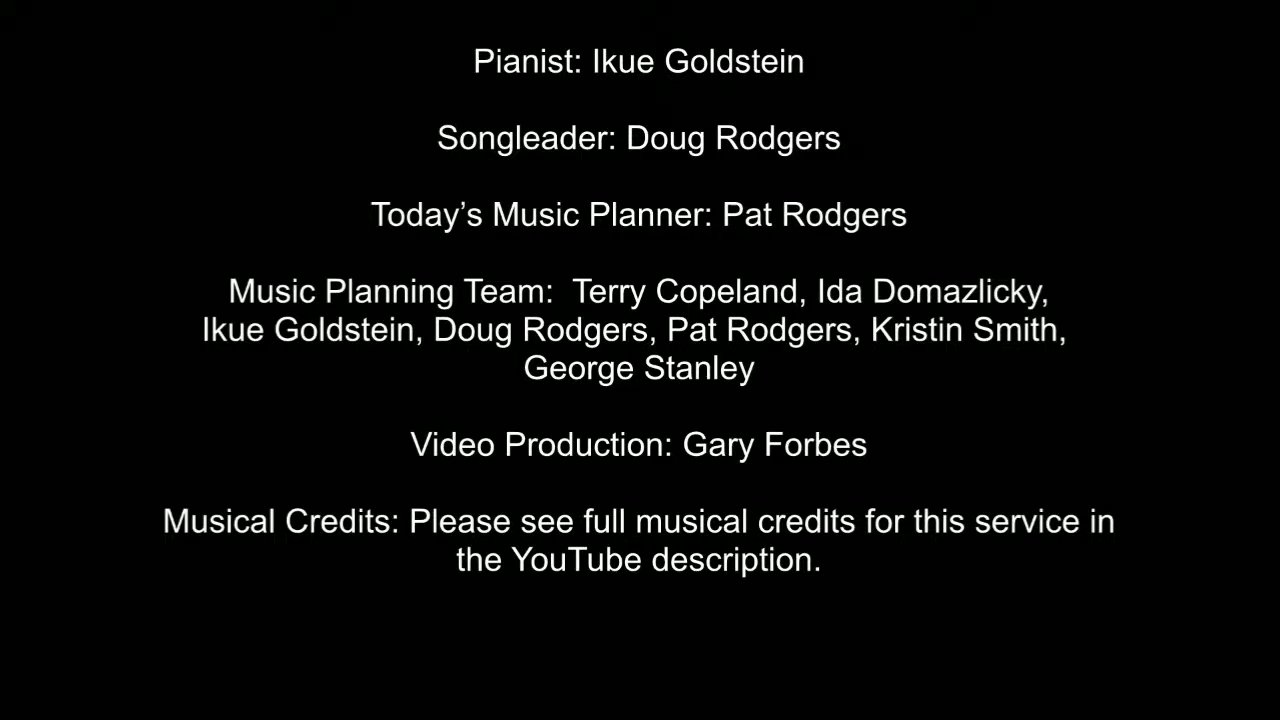 Pianist: Ikue Goldstein
Songleader: Doug Rodgers
Today’s Music Planner: Pat Rodgers
Music Planning Team:  Terry Copeland, Ida Domazlicky,
Ikue Goldstein, Doug Rodgers, Pat Rodgers, Kristin Smith,
George Stanley
Video Production: Gary Forbes
Musical Credits: Please see full musical credits for this service in
the YouTube description.